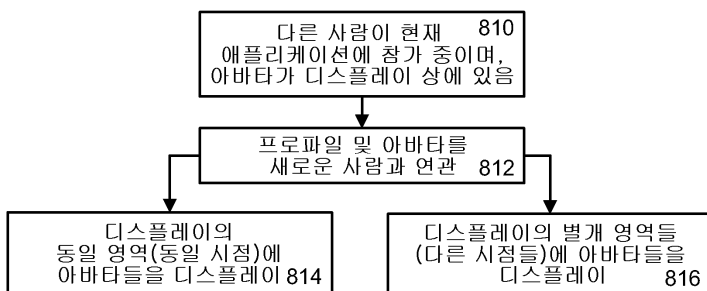 다른 사람이 현재 810
애플리케이션에 참가 중이며,
아바타가 디스플레이 상에 있음
프로파일 및 아바타를
새로운 사람과 연관 812
디스플레이의
동일 영역(동일 시점)에
아바타들을 디스플레이 814
디스플레이의 별개 영역들
(다른 시점들)에 아바타들을
디스플레이 816